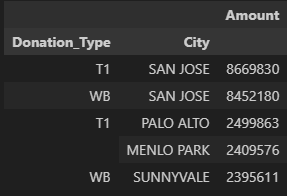 Amount
Donation_Type City
T1 SAN JOSE 8669830
WB SAN JOSE 8452180
T1 PALO ALTO 2499863
MENLO PARK 2409576
WB SUNNYVALE 2395611